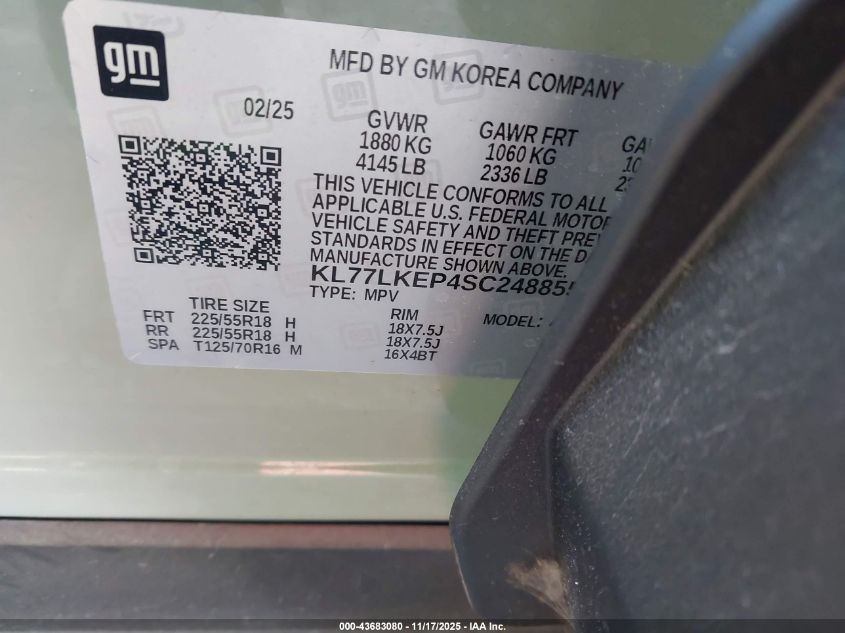 gm
MFD BY GM KOREA COMPANY
02/25
GVWR
1880 KG
4145 LB
GAWR FRT
1060 KG
2336 LB
THIS VEHICLE CONFORMS TO ALL
APPLICABLE U.S. FEDERAL MOTOR
VEHICLE SAFETY AND THEFT
STANDARDS IN EFFECT ON THE
MANUFACTURE SHOWN ABOVE.
KL77LKEP4SC24885
TYPE: MPV
TIRE SIZE
RIM
MODEL:
FRT 225/55R18 H 18X7.5J
RR 225/55R18 H 18X7.5J
SPA T125/70R16 M 16X4BT
000-43683080 - 11/17/2025 - IAA Inc.